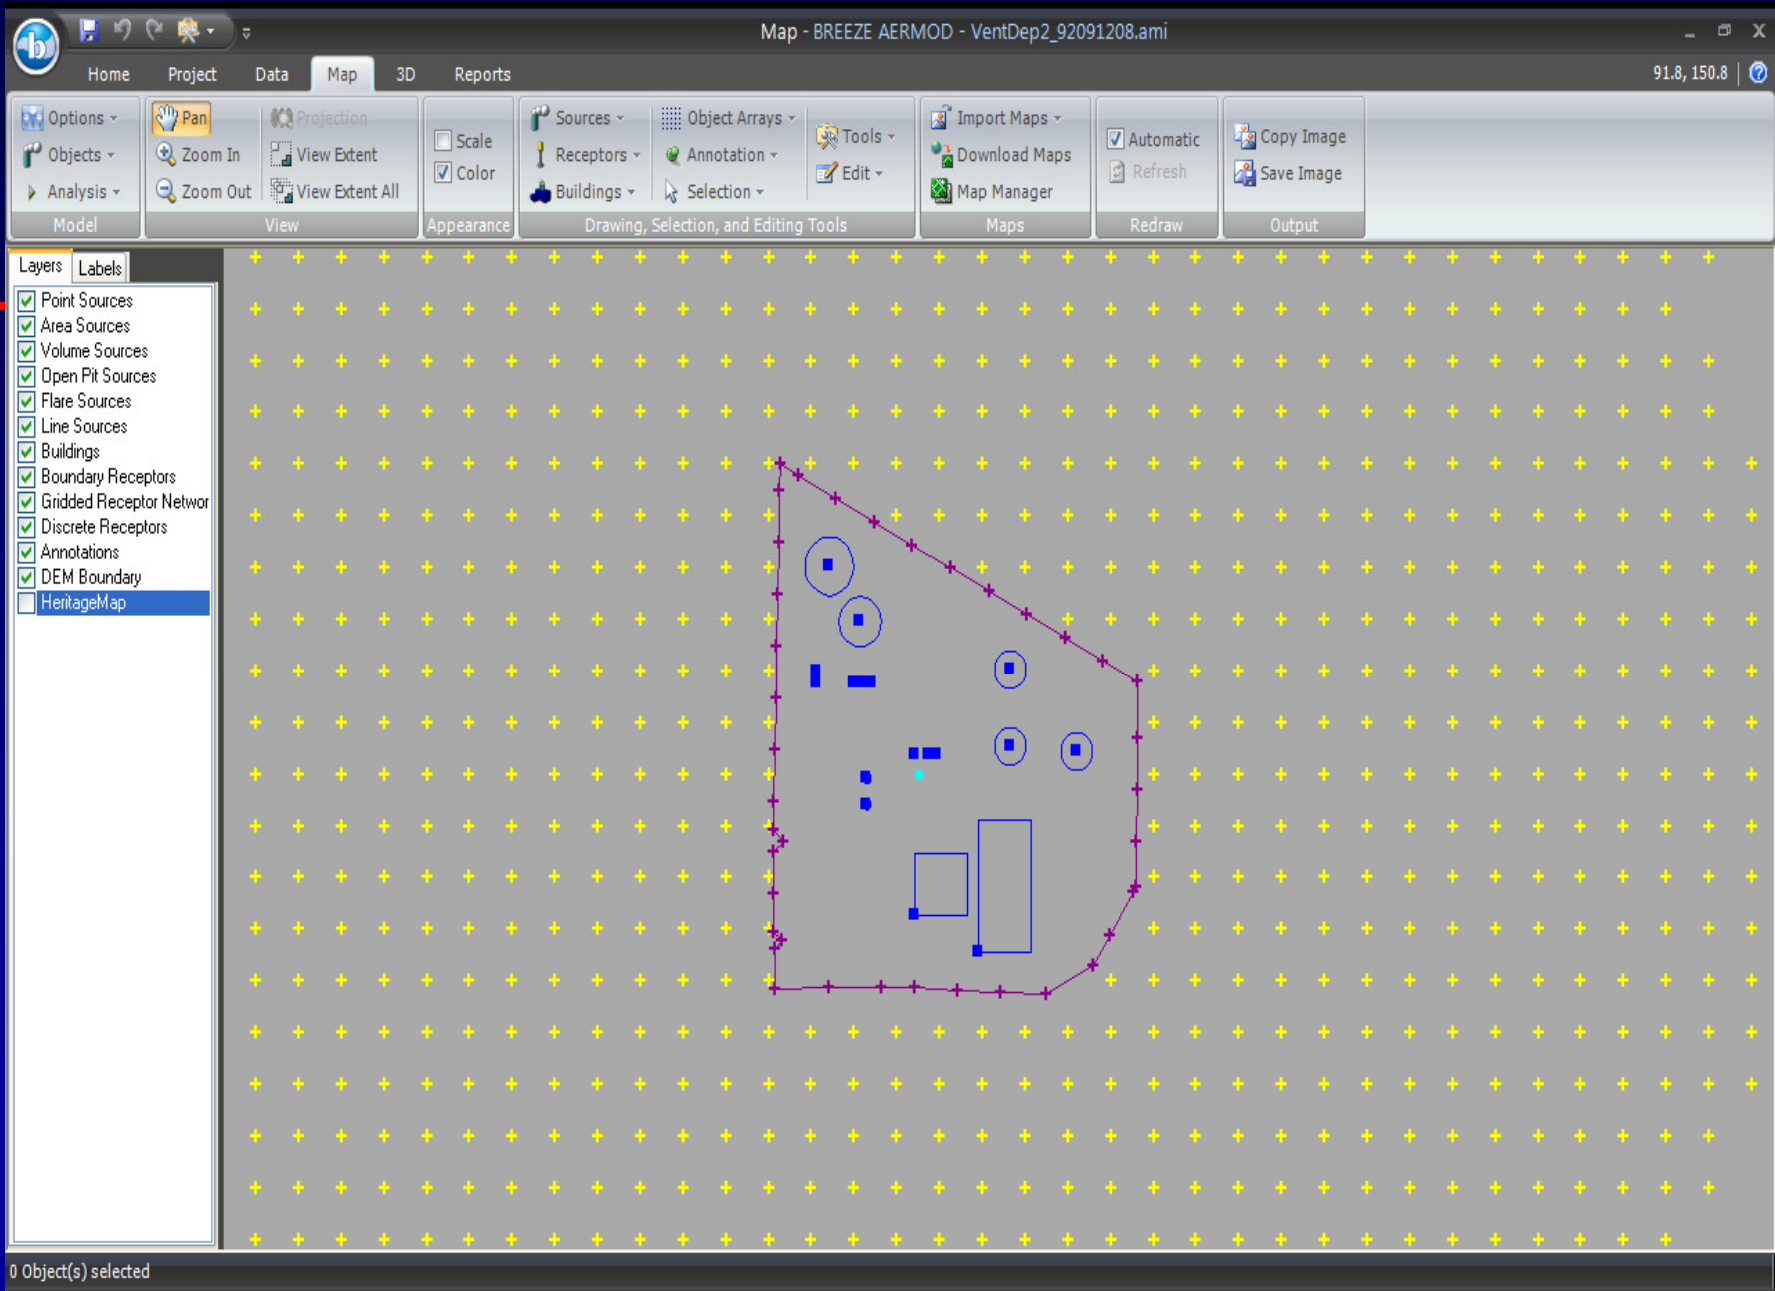 Map - BREEZE AERMOD - VentDep2_92091208.ami
Home Project Data Map 3D Reports 91.8, 150.8
Options Pan Projection Scale Sources Object Arrays Tools Import Maps Automatic Copy Image
Objects Zoom In View Extent Color Receptors Annotation Edit Download Maps Refresh Save Image
Analysis Zoom Out View Extent All Buildings Selection Map Manager
Model View Appearance Drawing, Selection, and Editing Tools Maps Redraw Output
Layers Labels
Point Sources
Area Sources
Volume Sources
Open Pit Sources
Flare Sources
Line Sources
Buildings
Boundary Receptors
Gridded Receptor Networ
Discrete Receptors
Annotations
DEM Boundary
HeritageMap
0 Object(s) selected